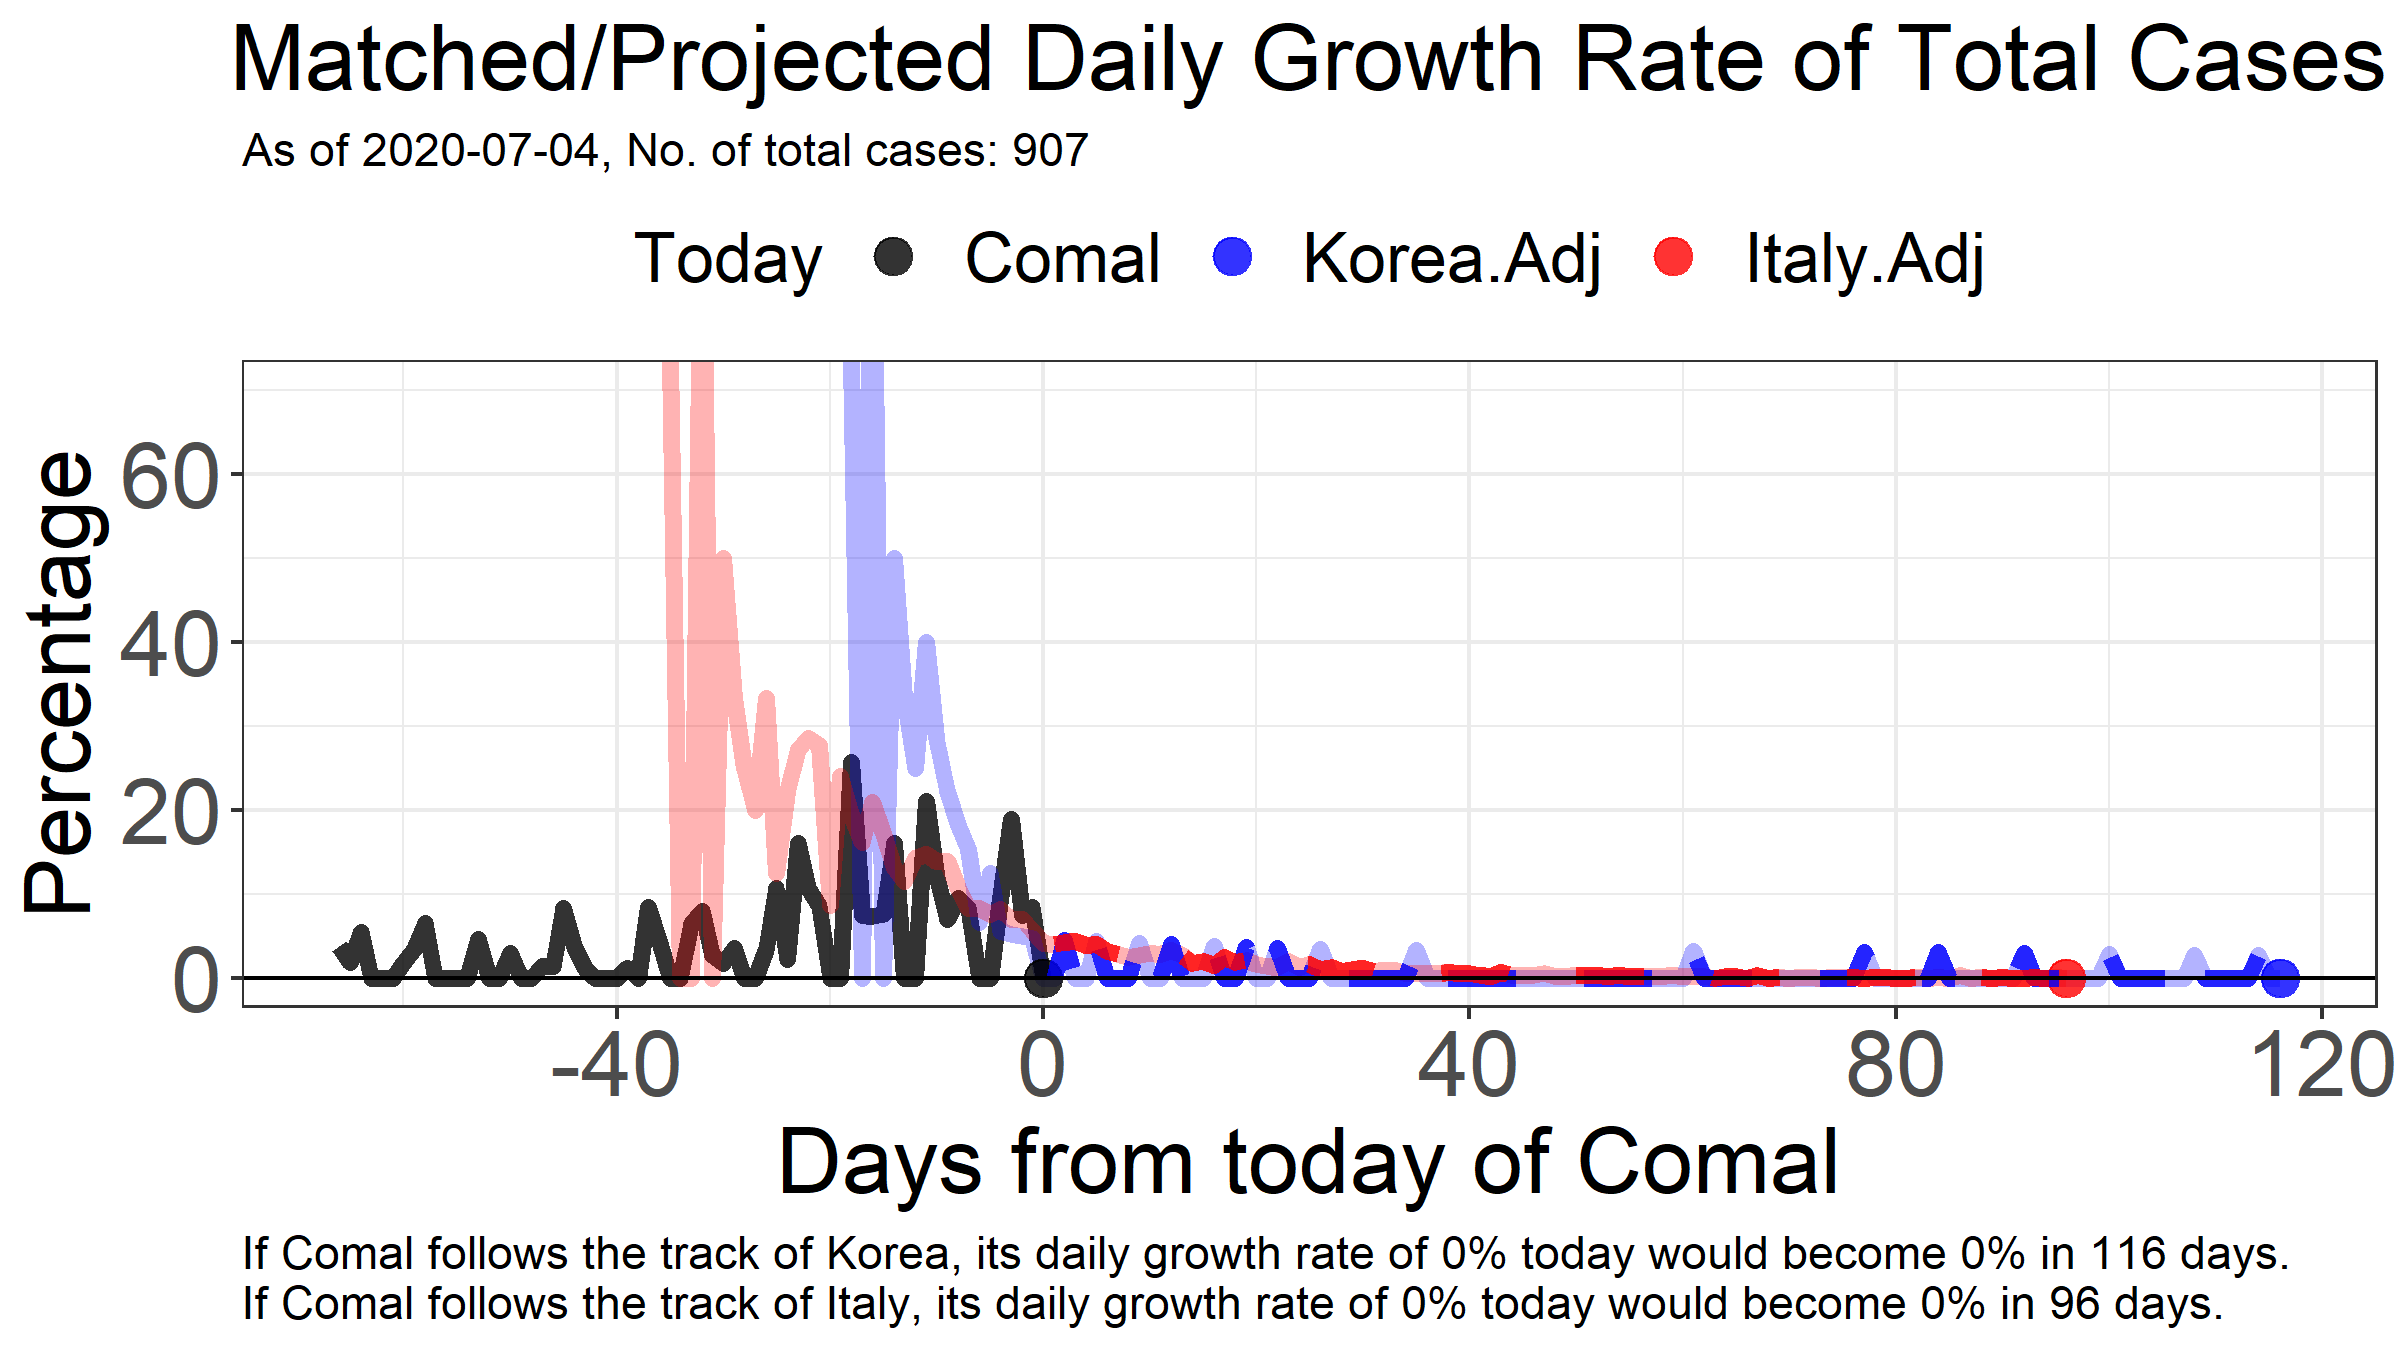 Matched/Projected Daily Growth Rate of Total Cases
As of 2020-07-04, No. of total cases: 907
Today Comal Korea.Adj Italy.Adj
Percentage
60
40
20
0
-40 0 40 80 120
Days from today of Comal
If Comal follows the track of Korea, its daily growth rate of 0% today would become 0% in 116 days.
If Comal follows the track of Italy, its daily growth rate of 0% today would become 0% in 96 days.